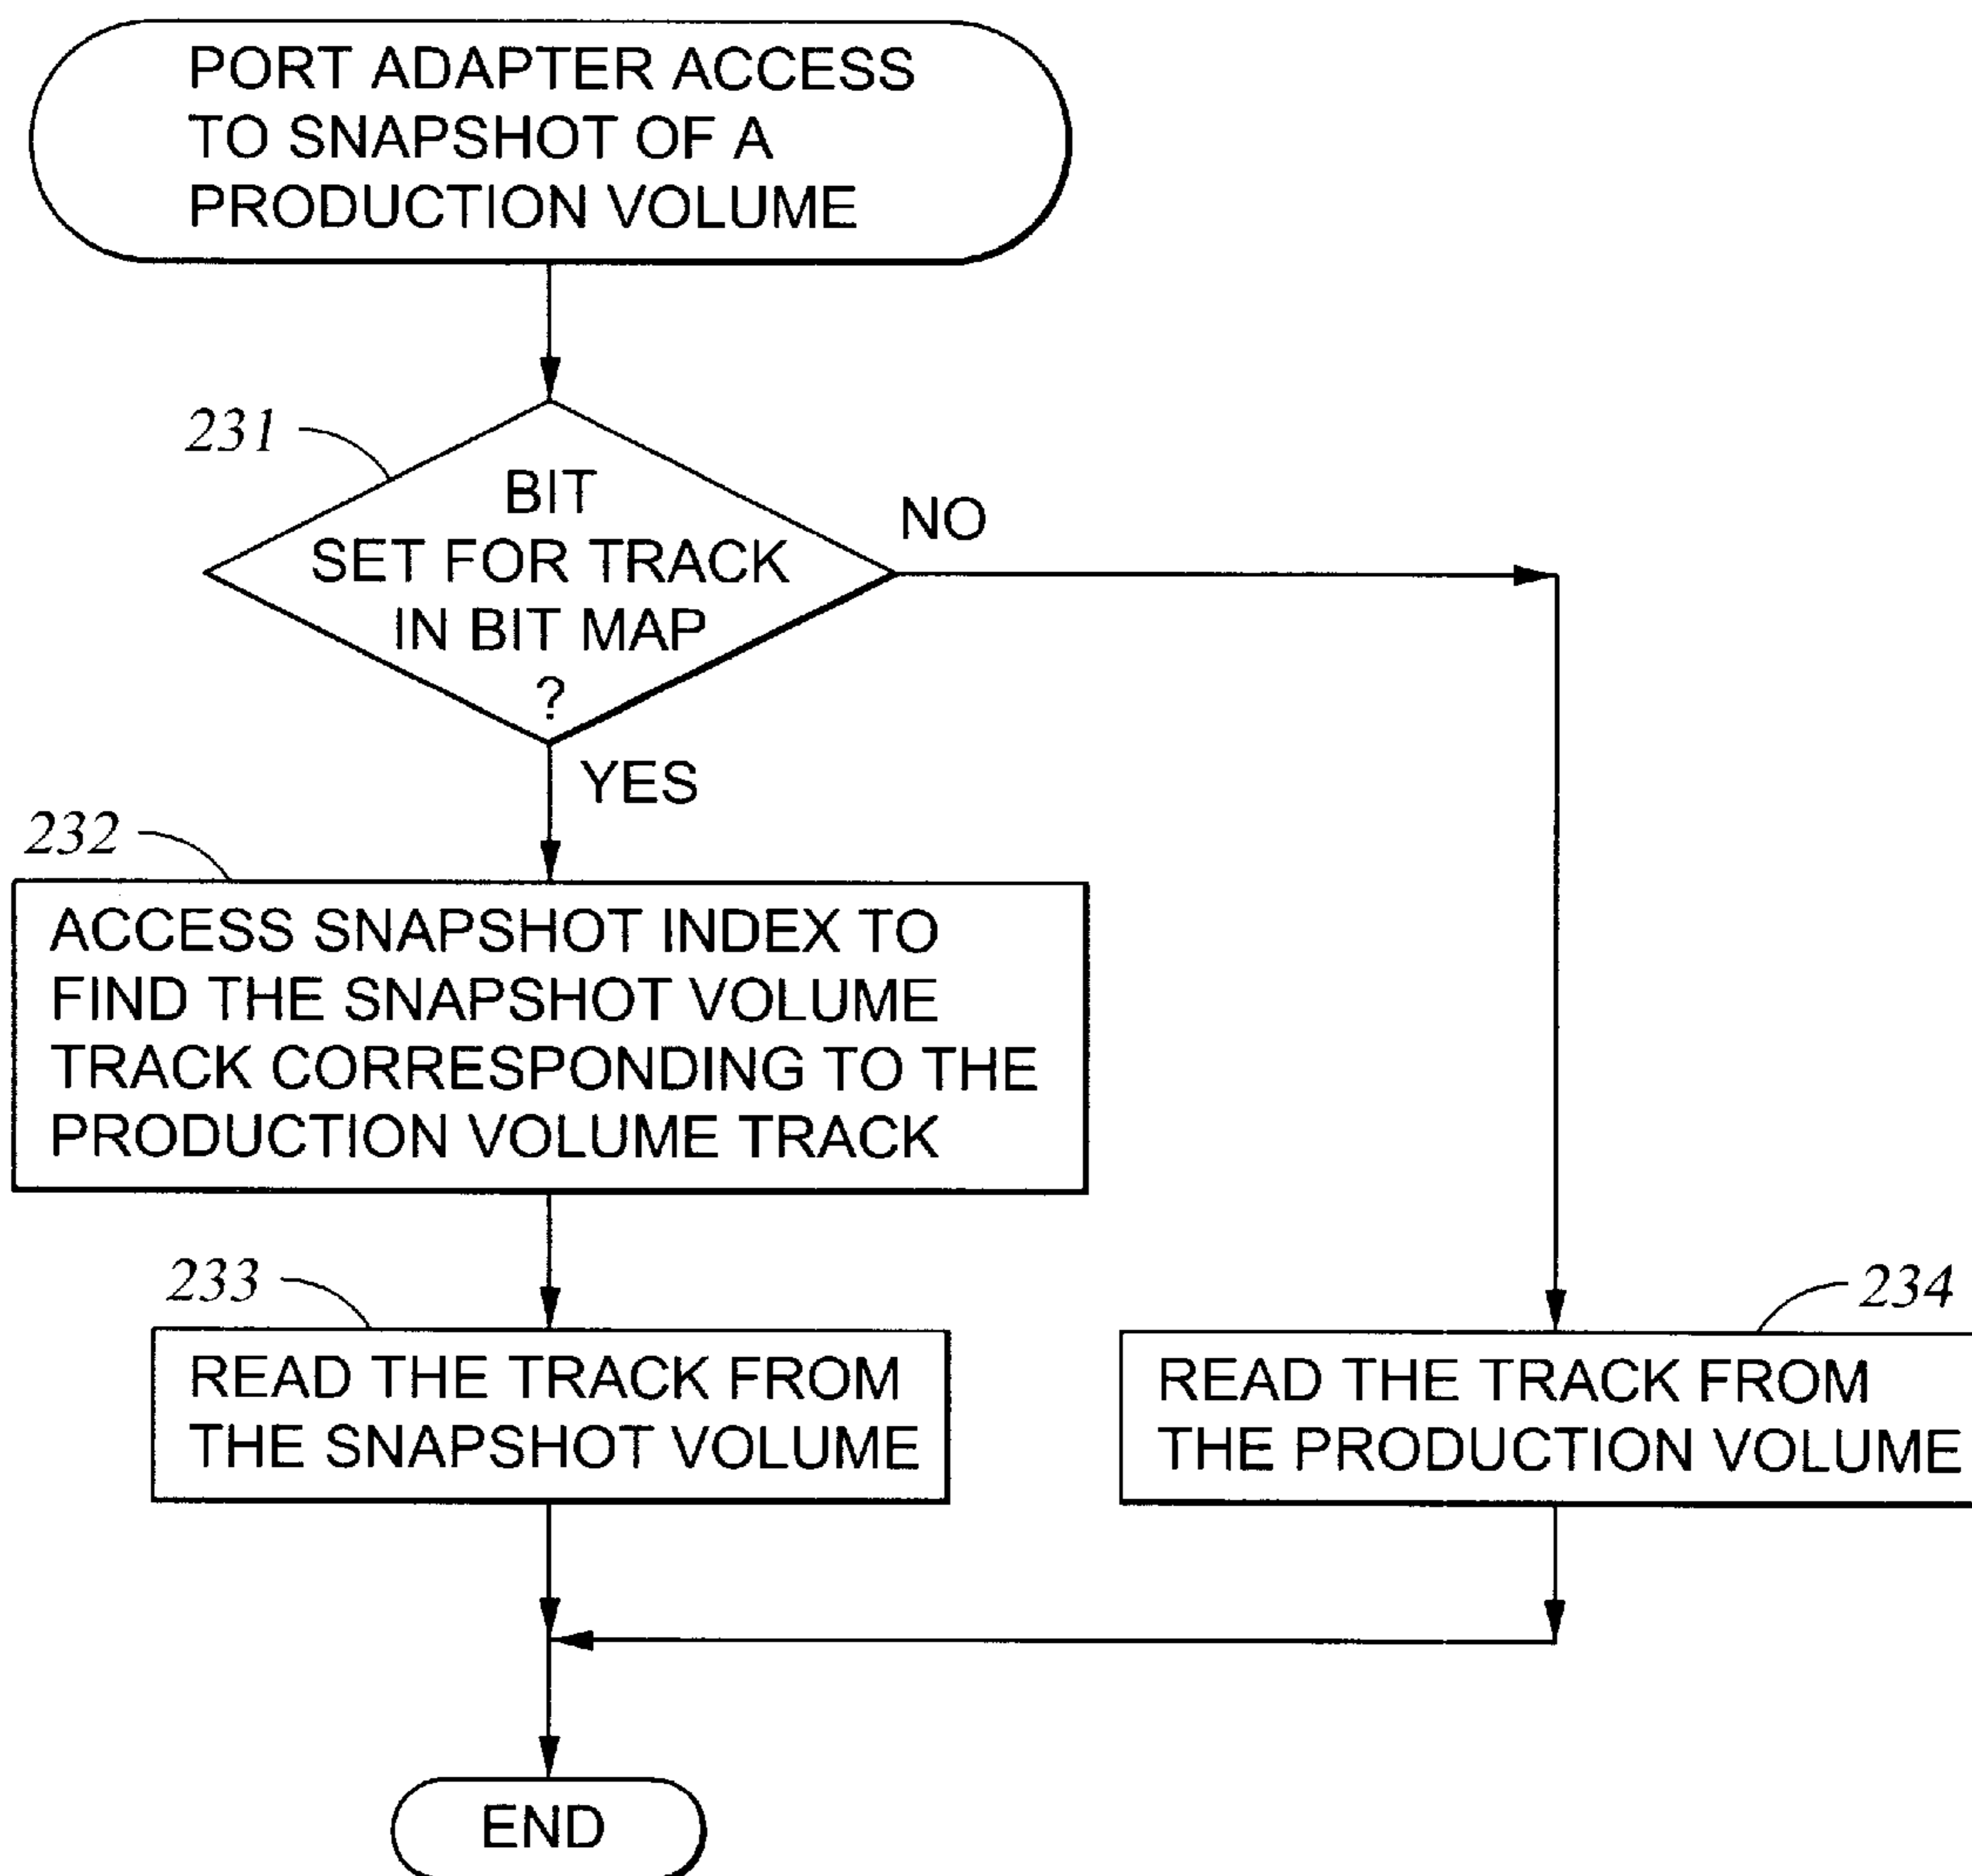 PORT ADAPTER ACCESS
TO SNAPSHOT OF A
PRODUCTION VOLUME
231
BIT
SET FOR TRACK
IN BIT MAP
?
NO
YES
232
ACCESS SNAPSHOT INDEX TO
FIND THE SNAPSHOT VOLUME
TRACK CORRESPONDING TO THE
PRODUCTION VOLUME TRACK
233
READ THE TRACK FROM
THE SNAPSHOT VOLUME
234
READ THE TRACK FROM
THE PRODUCTION VOLUME
END